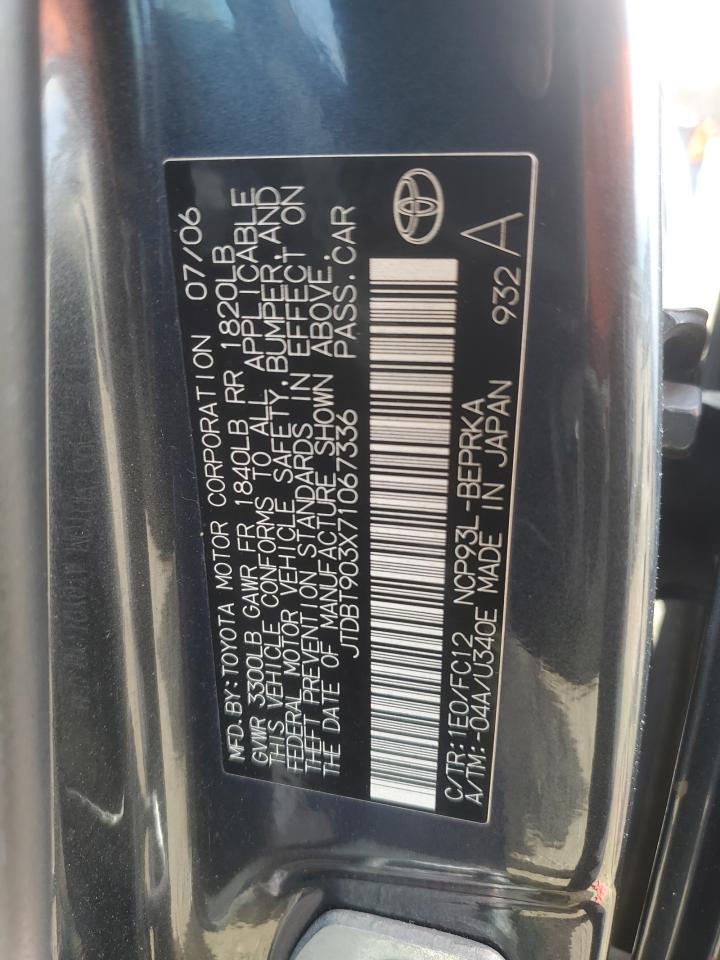 MFD. BY: TOYOTA MOTOR CORPORATION 07/06
GVWR 3300LB GAWR FR 1840LB RR 1820LB
THIS VEHICLE CONFORMS TO ALL APPLICABLE
FEDERAL MOTOR VEHICLE SAFETY, BUMPER, AND
THEFT PREVENTION STANDARDS IN EFFECT ON
THE DATE OF MANUFACTURE SHOWN ABOVE.
JTDBT903X71067336 PASS. CAR
C/TR: 1E0/FC12 NCP93L-BEPRKA
A/TM: -04A/U340E MADE IN JAPAN
932 A